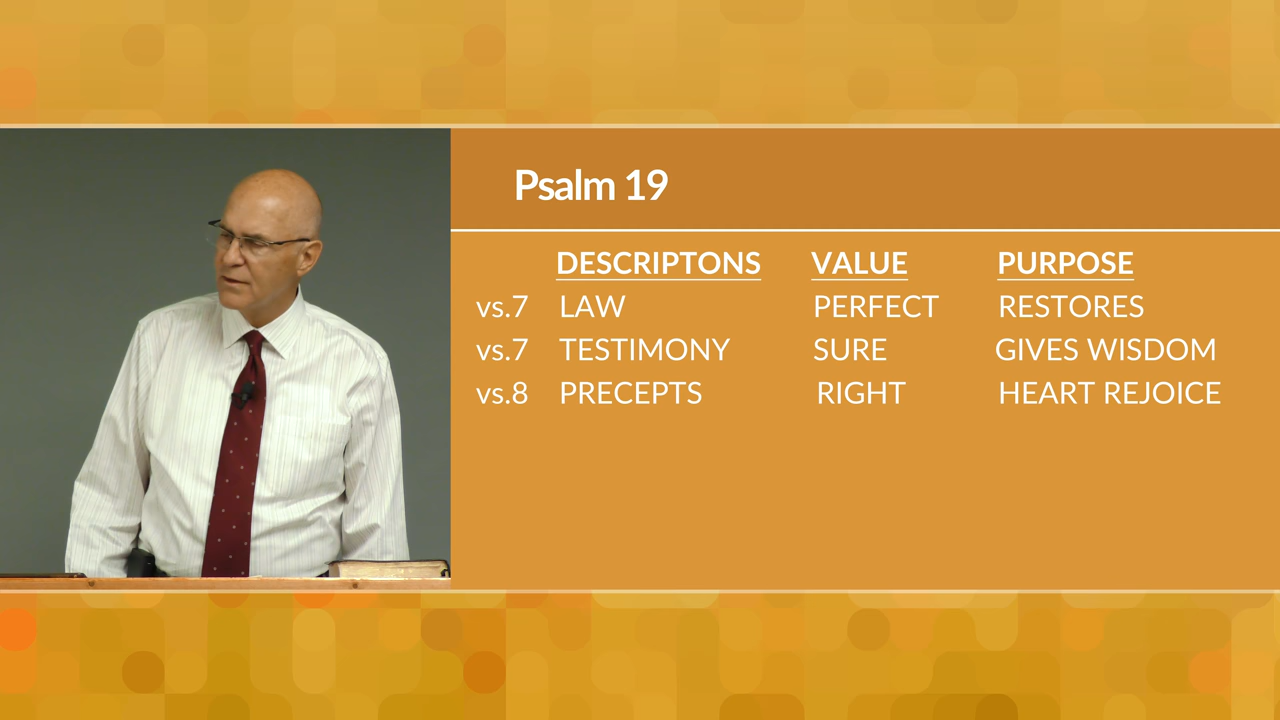 Psalm 19
DESCRIPTONS VALUE PURPOSE
vs.7 LAW PERFECT RESTORES
vs.7 TESTIMONY SURE GIVES WISDOM
vs.8 PRECEPTS RIGHT HEART REJOICE